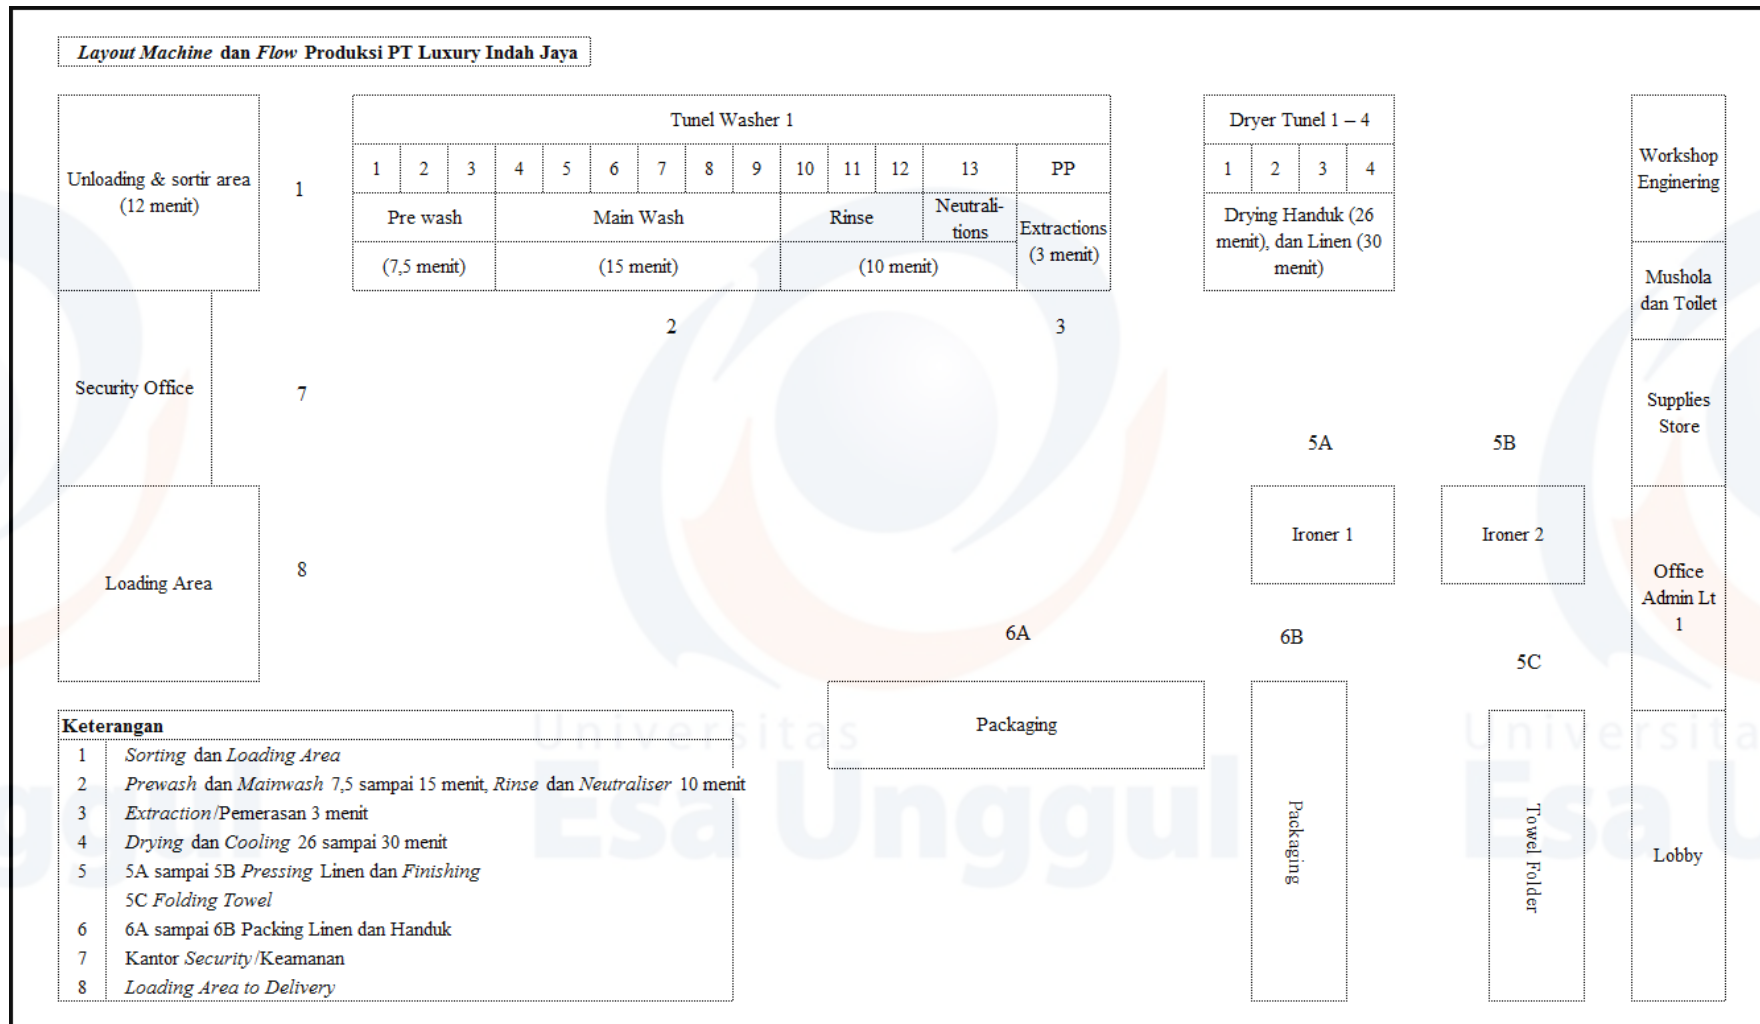 Layout Machine dan Flow Produksi PT Luxury Indah Jaya
Unloading & sortir area
(12 menit)
1
Tunel Washer 1
1 2 3 4 5 6 7 8 9 10 11 12 13 PP
Pre wash
Main Wash
Rinse
Neutrali-
tions
Extractions
(3 menit)
(7,5 menit)
(15 menit)
(10 menit)
Dryer Tunel 1 – 4
1 2 3 4
Drying Handuk (26
menit), dan Linen (30
menit)
Workshop
Enginering
Mushola
dan Toilet
2
3
Security Office
7
Supplies
Store
5A
5B
Ironer 1
Ironer 2
Loading Area
8
Office
Admin Lt
1
6A
6B
5C
Packaging
Packaging
Towel Folder
Lobby
Keterangan
1 Sorting dan Loading Area
2 Prewash dan Mainwash 7,5 sampai 15 menit, Rinse dan Neutraliser 10 menit
3 Extraction/Pemerasan 3 menit
4 Drying dan Cooling 26 sampai 30 menit
5 5A sampai 5B Pressing Linen dan Finishing
5C Folding Towel
6 6A sampai 6B Packing Linen dan Handuk
7 Kantor Security/Keamanan
8 Loading Area to Delivery
Universitas
Esa Unggul
Universita
Esa U
ggul